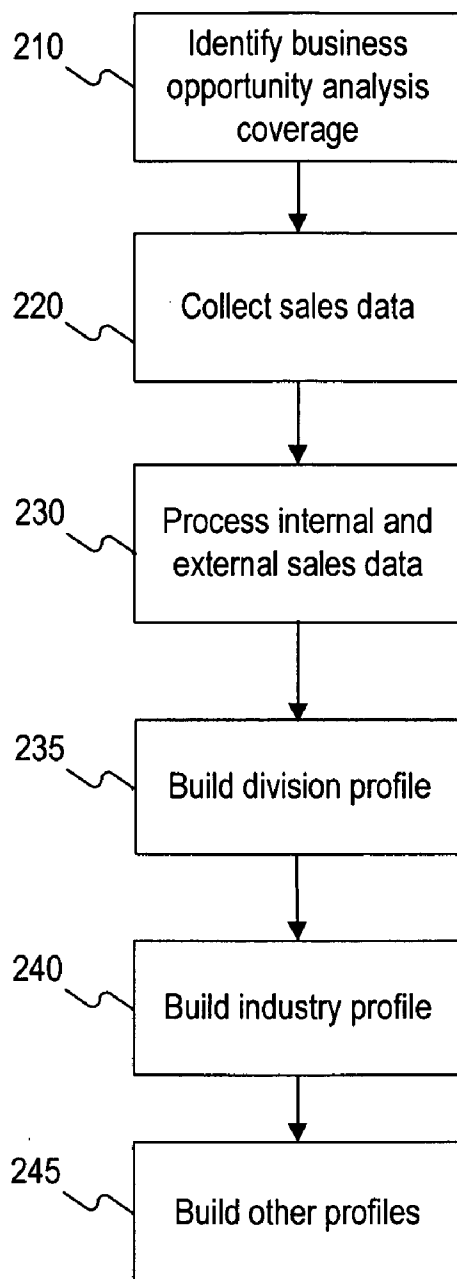 210
Identify business
opportunity analysis
coverage
220
Collect sales data
230
Process internal and
external sales data
235
Build division profile
240
Build industry profile
245
Build other profiles